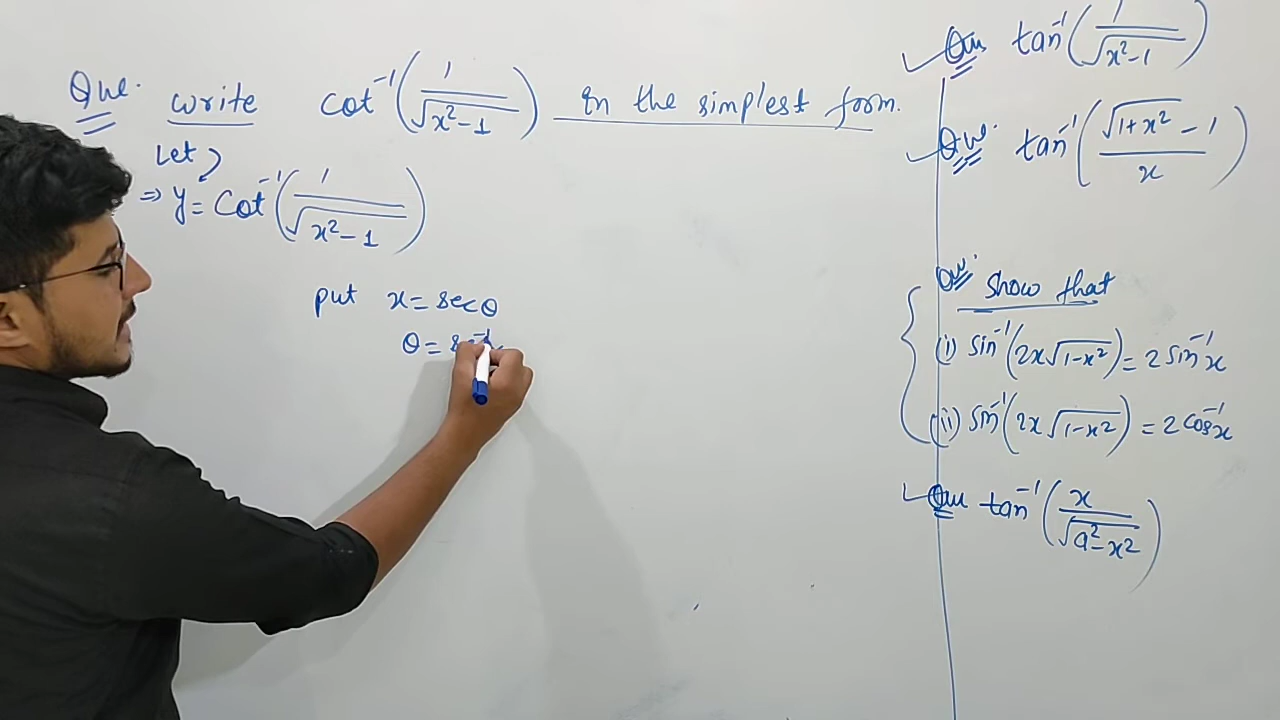 Que. write cot⁻¹(1/√(x²-1)) in the simplest form.
Let
⇒ y = Cot⁻¹(1/√(x²-1))
put x = secθ
θ =
Que tan⁻¹(1/√(x²-1))
Que. tan⁻¹((√(1+x²) - 1)/x)
Que. Show that
(i) sin⁻¹(2x√(1-x²)) = 2 sin⁻¹x
(ii) sin⁻¹(2x√(1-x²)) = 2 cos⁻¹x
Que tan⁻¹(x/√(a²-x²))